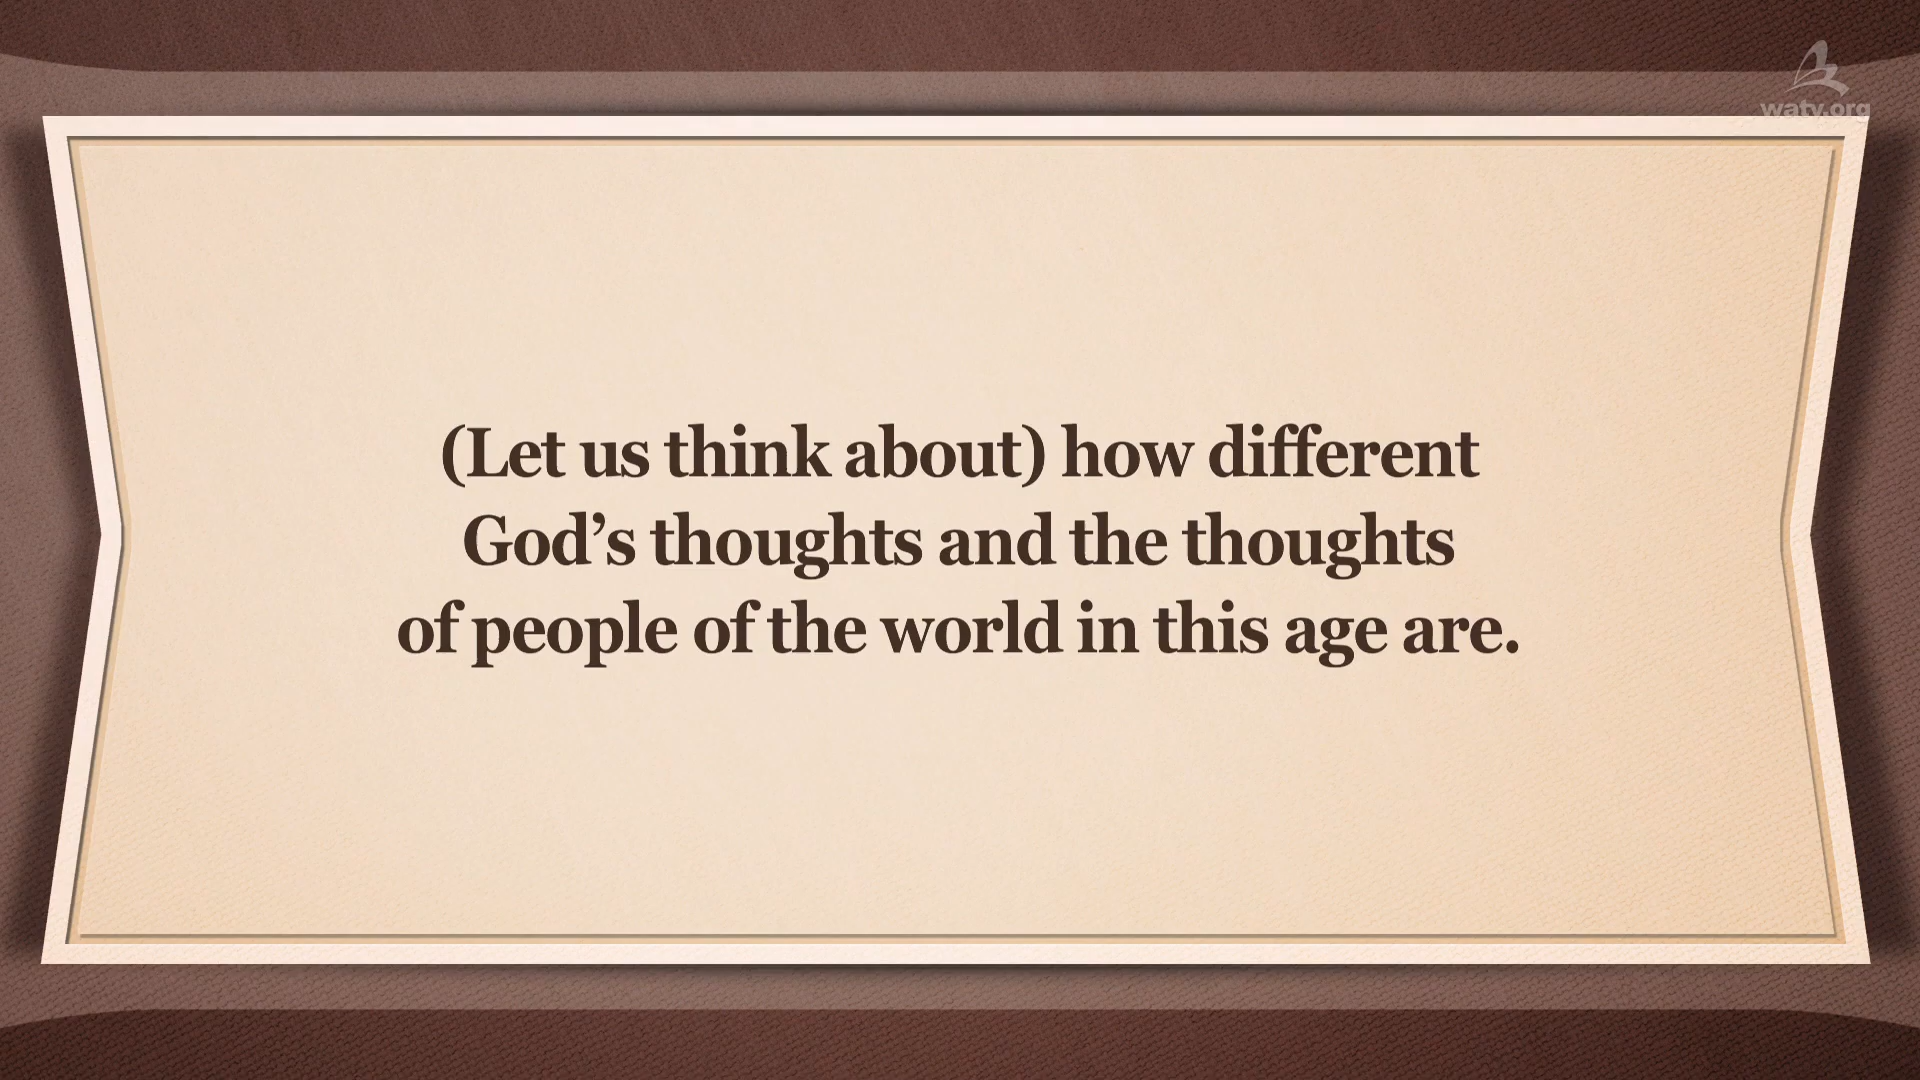 watv.org
(Let us think about) how different
God’s thoughts and the thoughts
of people of the world in this age are.